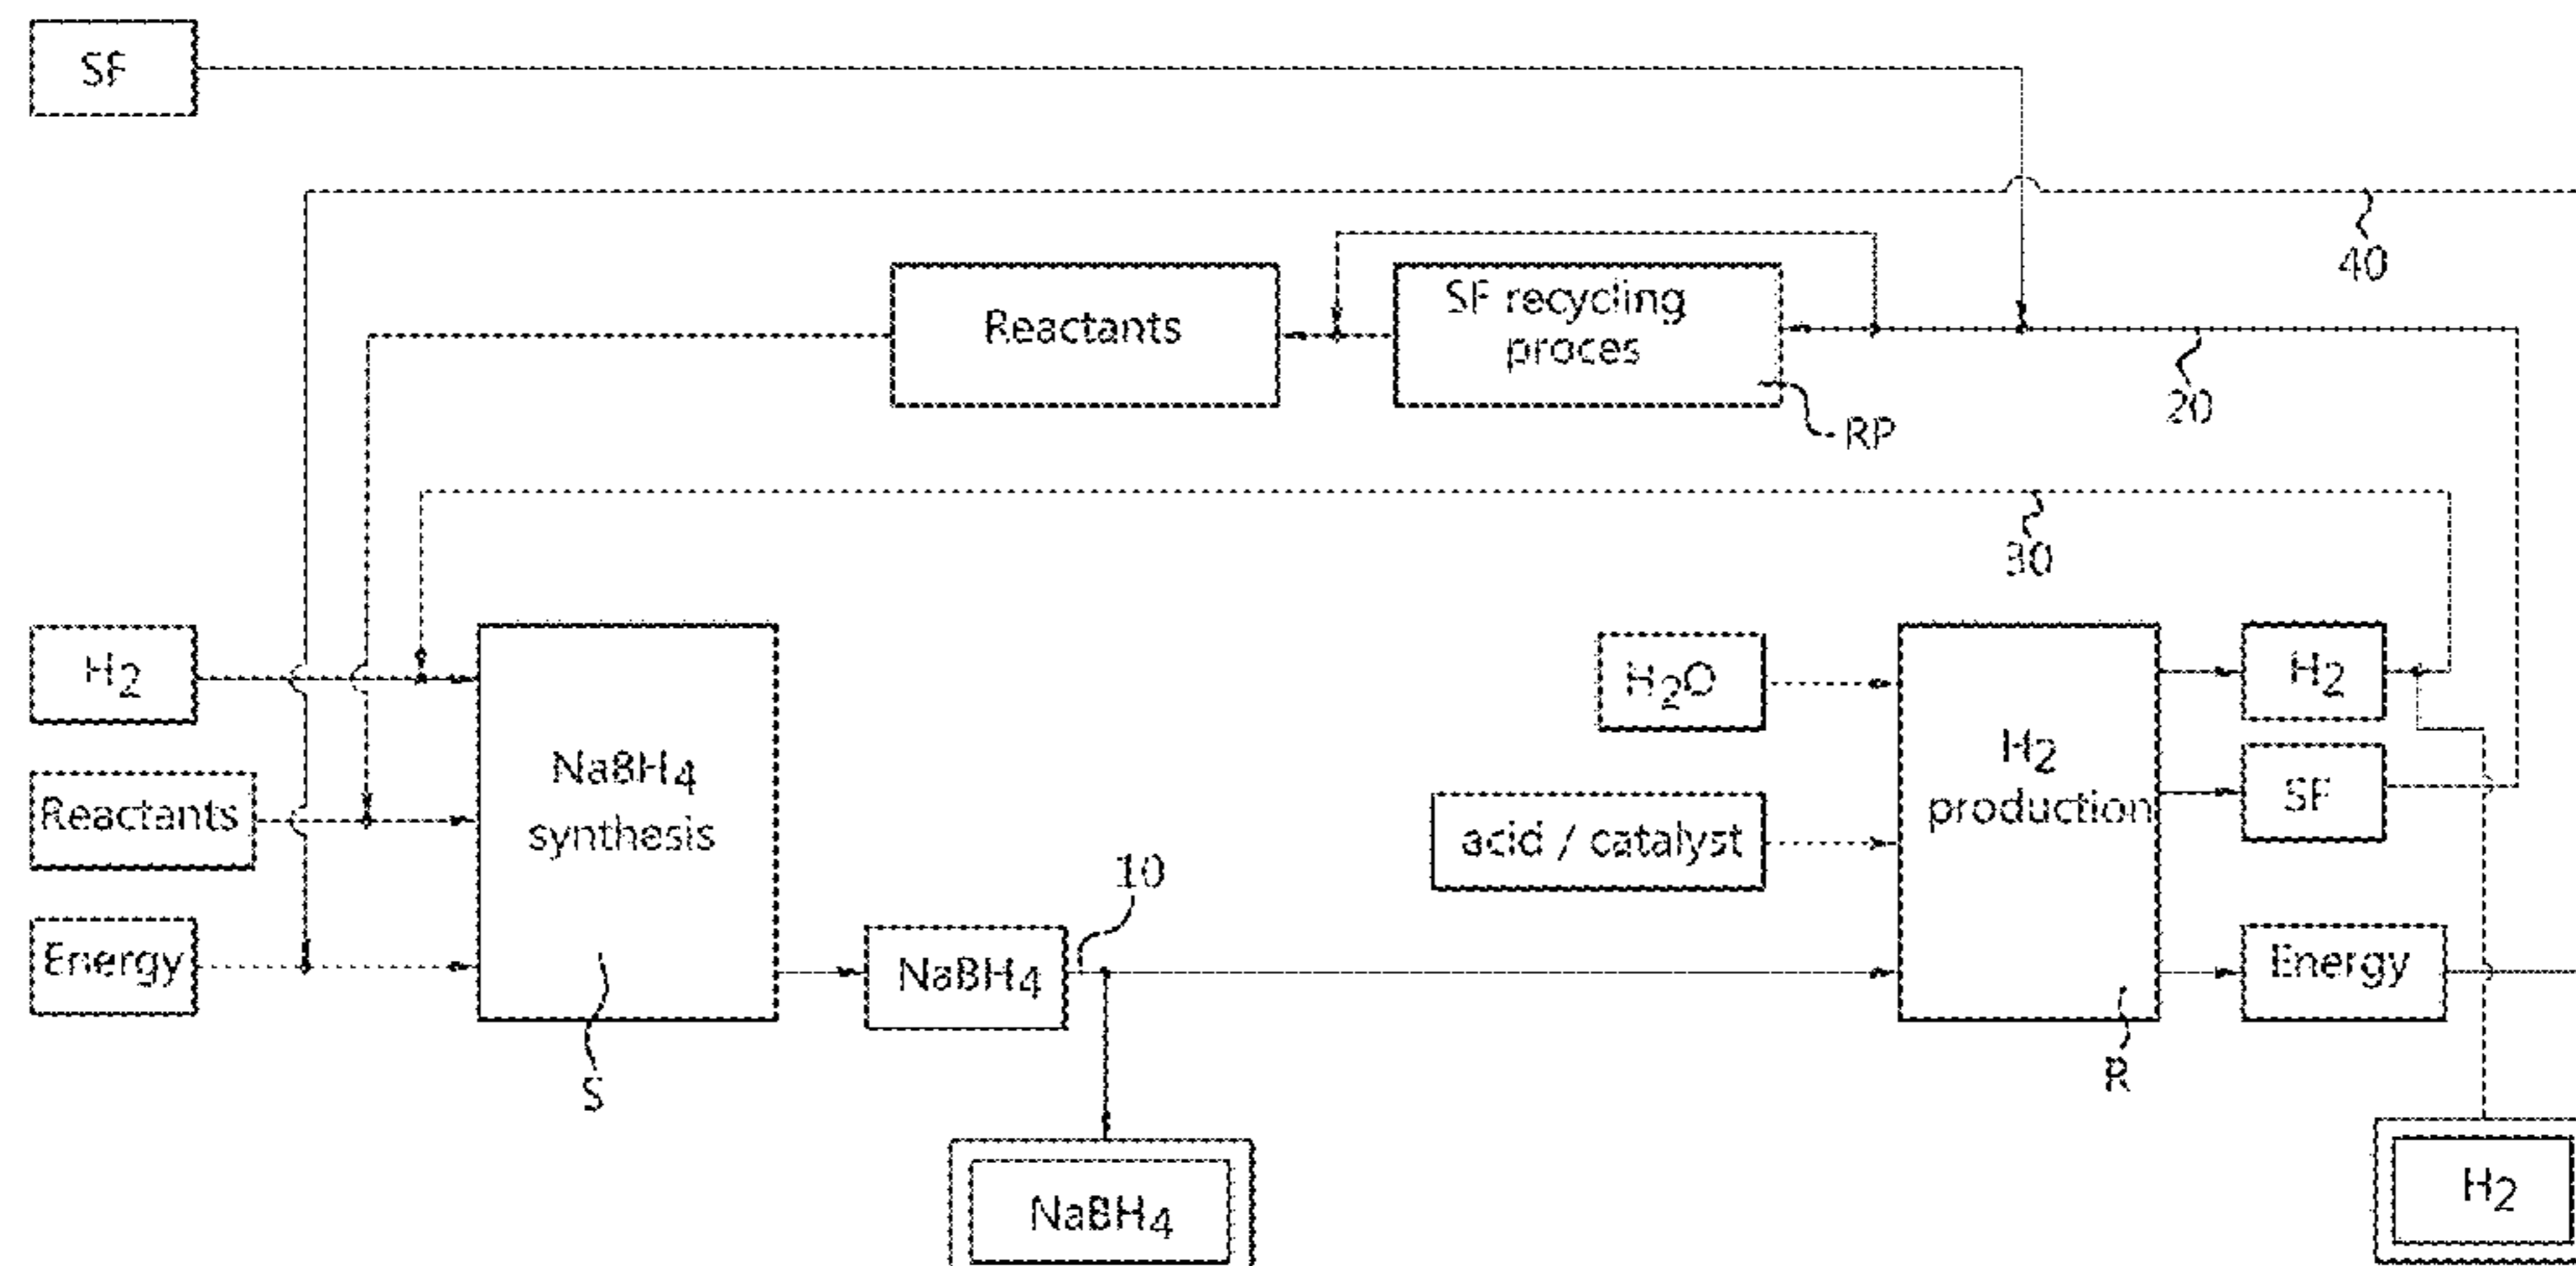 SF
40
SF recycling
proces
Reactants
20
RP
30
H2
H2O
H2
NaBH4
synthesis
H2
production
Reactants
acid / catalyst
SF
10
Energy
NaBH4
Energy
S
R
NaBH4
H2